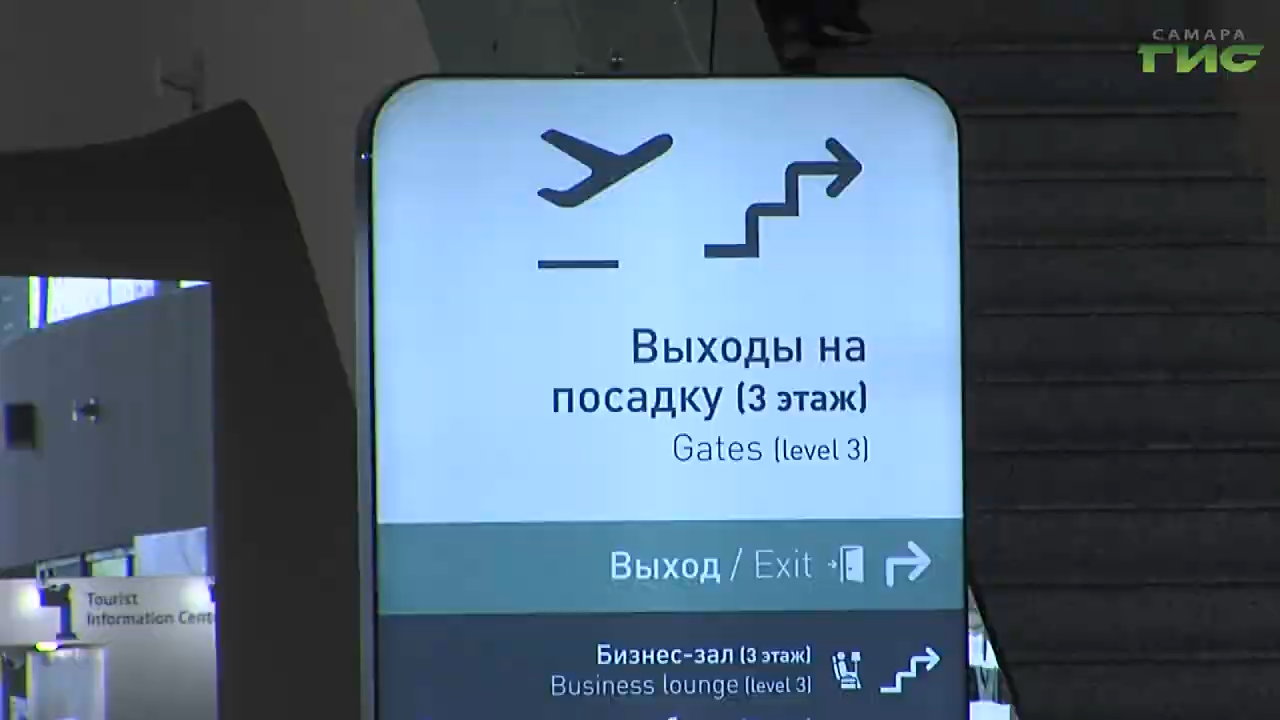 САМАРА
ГИС
Выходы на
посадку (3 этаж)
Gates (level 3)
Выход / Exit
Tourist
Information
Бизнес-зал (3 этаж)
Business lounge (level 3)